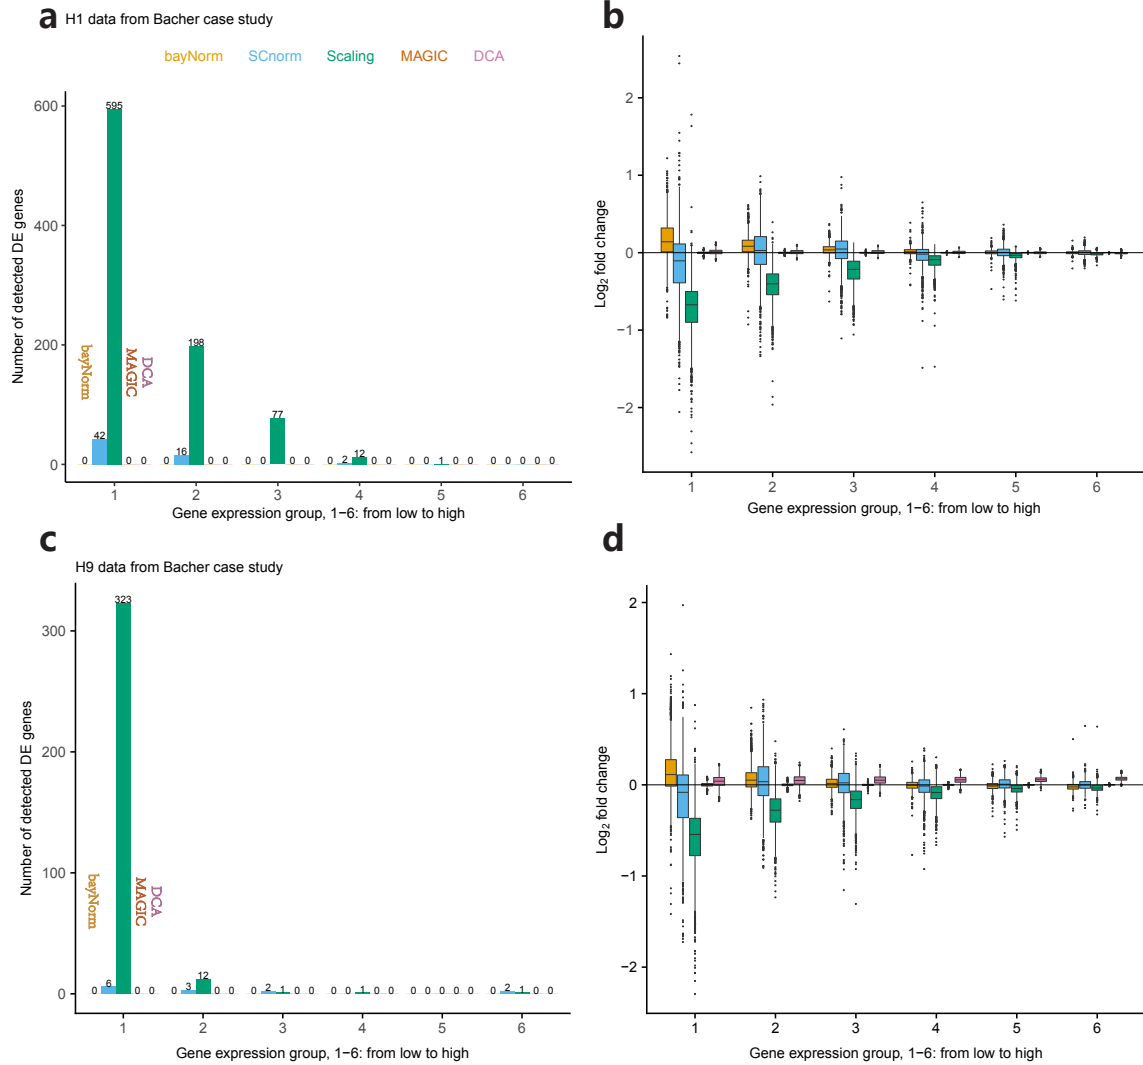 a H1 data from Bacher case study
bayNorm SCnorm Scaling MAGIC DCA
Number of detected DE genes
600
400
200
0
595
198
77
42
16
12
bayNorm
MAGIC
DCA
0 0 0
0 0 0
0 0 0 0
0 2 0 0
0 0 1 0 0
0 0 0 0 0
1 2 3 4 5 6
Gene expression group, 1−6: from low to high
b
Log2 fold change
2
1
0
−1
−2
1 2 3 4 5 6
Gene expression group, 1−6: from low to high
c
H9 data from Bacher case study
Number of detected DE genes
300
200
100
0
323
bayNorm
MAGIC
DCA
0 6 0 0
0 3 12 0 0
0 2 1 0 0
0 0 1 0 0
0 0 0 0 0
0 2 1 0 0
1 2 3 4 5 6
Gene expression group, 1−6: from low to high
d
Log2 fold change
2
1
0
−1
−2
1 2 3 4 5 6
Gene expression group, 1−6: from low to high